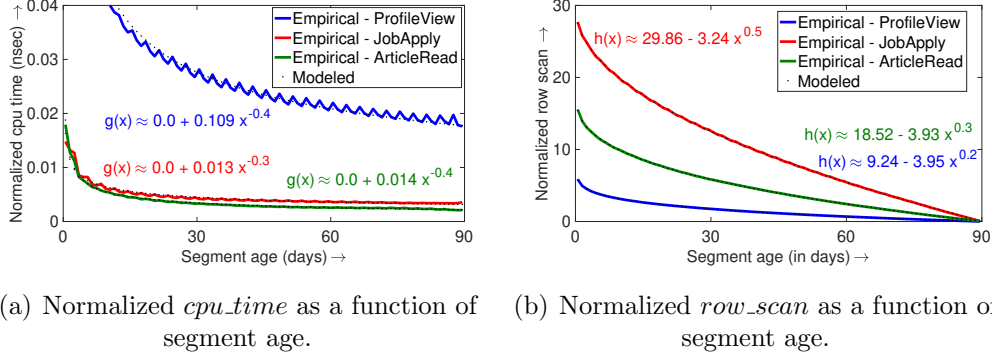 Normalized cpu time (nsec) →
0.04
0.03
0.02
0.01
0
Empirical - ProfileView
Empirical - JobApply
Empirical - ArticleRead
Modeled
g(x) ≈ 0.0 + 0.109 x^-0.4
g(x) ≈ 0.0 + 0.013 x^-0.3
g(x) ≈ 0.0 + 0.014 x^-0.4
0 30 60 90
Segment age (days) →
(a) Normalized cpu_time as a function of
segment age.
Normalized row scan →
30
20
10
0
h(x) ≈ 29.86 - 3.24 x^0.5
Empirical - ProfileView
Empirical - JobApply
Empirical - ArticleRead
Modeled
h(x) ≈ 18.52 - 3.93 x^0.3
h(x) ≈ 9.24 - 3.95 x^0.2
0 30 60 90
Segment age (in days) →
(b) Normalized row_scan as a function of
segment age.